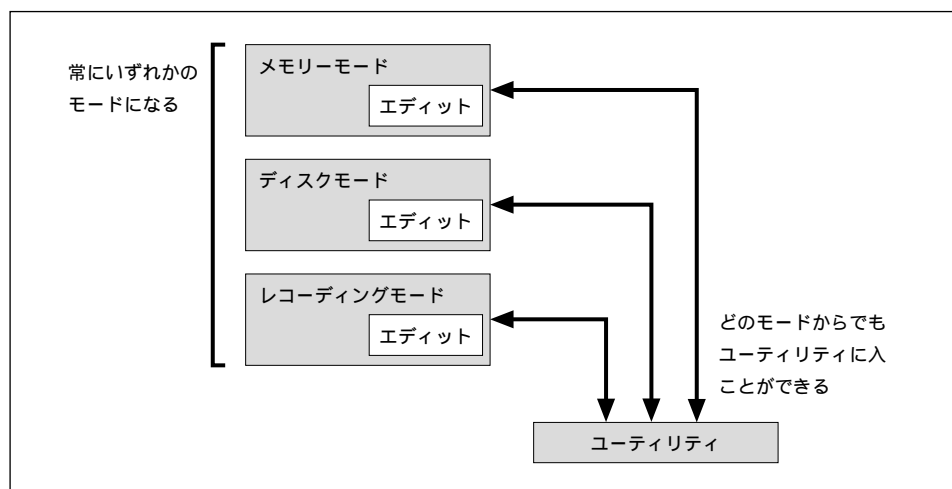 常にいずれかの
モードになる
メモリーモード
エディット
ディスクモード
エディット
レコーディングモード
エディット
どのモードからでも
ユーティリティに入
ことができる
ユーティリティ